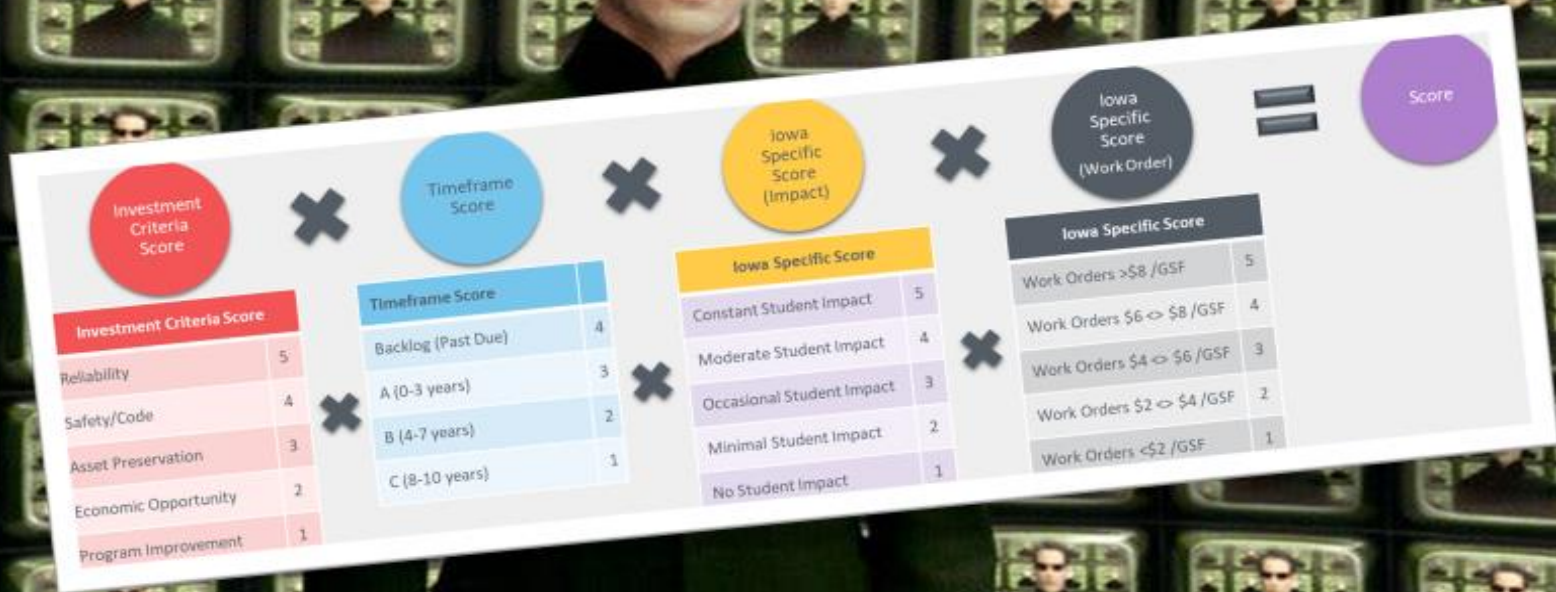 Investment
Criteria
Score
Timeframe
Score
Iowa
Specific
Score
(Impact)
Iowa
Specific
Score
(Work Order)
Score
Investment Criteria Score
Reliability 5
Safety/Code 4
Asset Preservation 3
Economic Opportunity 2
Program Improvement 1
Timeframe Score
Backlog (Past Due) 4
A (0-3 years) 3
B (4-7 years) 2
C (8-10 years) 1
Iowa Specific Score
Constant Student Impact 5
Moderate Student Impact 4
Occasional Student Impact 3
Minimal Student Impact 2
No Student Impact 1
Iowa Specific Score
Work Orders >$8 /GSF 5
Work Orders $6 <> $8 /GSF 4
Work Orders $4 <> $6 /GSF 3
Work Orders $2 <> $4 /GSF 2
Work Orders <$2 /GSF 1